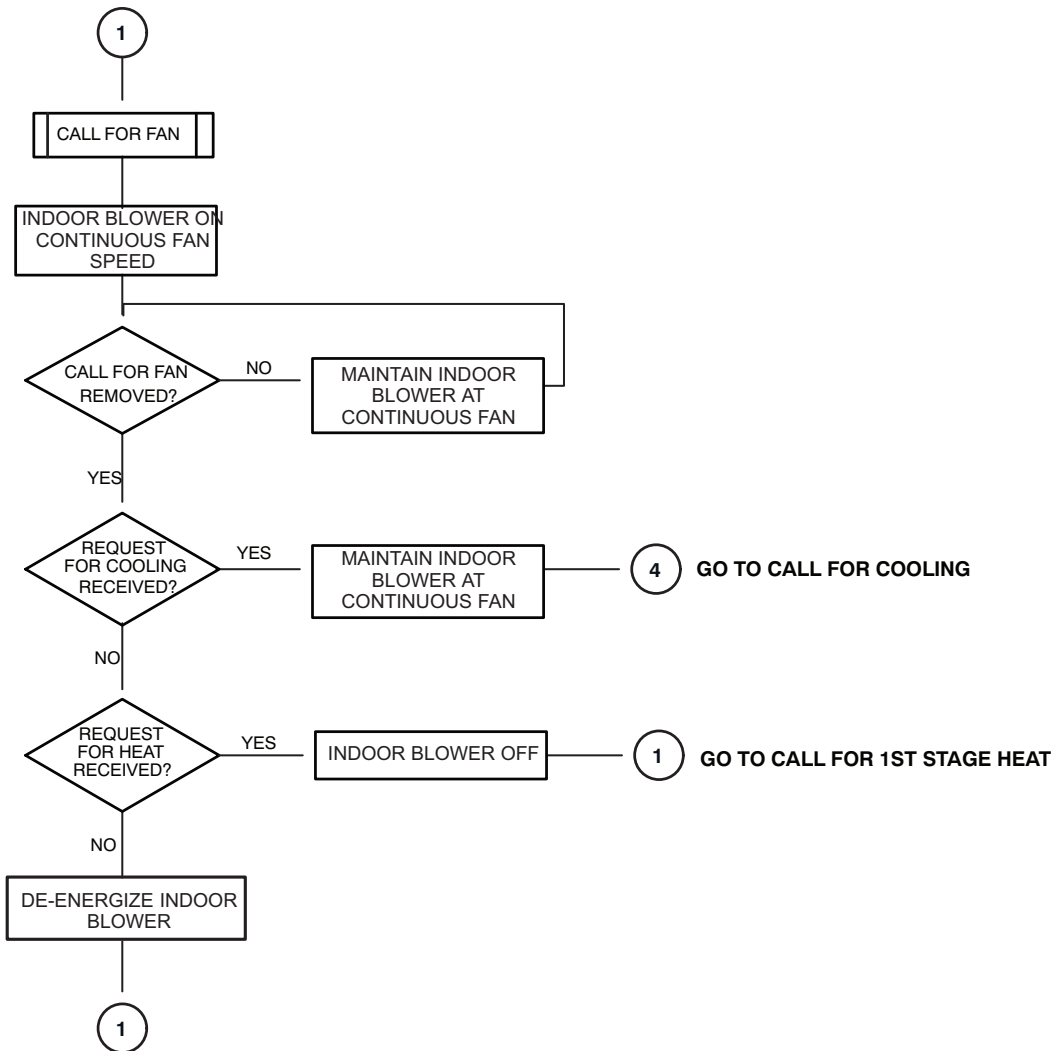 1
CALL FOR FAN
INDOOR BLOWER ON
CONTINUOUS FAN
SPEED
CALL FOR FAN
REMOVED?
NO
MAINTAIN INDOOR
BLOWER AT
CONTINUOUS FAN
YES
REQUEST
FOR COOLING
RECEIVED?
YES
MAINTAIN INDOOR
BLOWER AT
CONTINUOUS FAN
4
GO TO CALL FOR COOLING
NO
REQUEST
FOR HEAT
RECEIVED?
YES
INDOOR BLOWER OFF
1
GO TO CALL FOR 1ST STAGE HEAT
NO
DE-ENERGIZE INDOOR
BLOWER
1